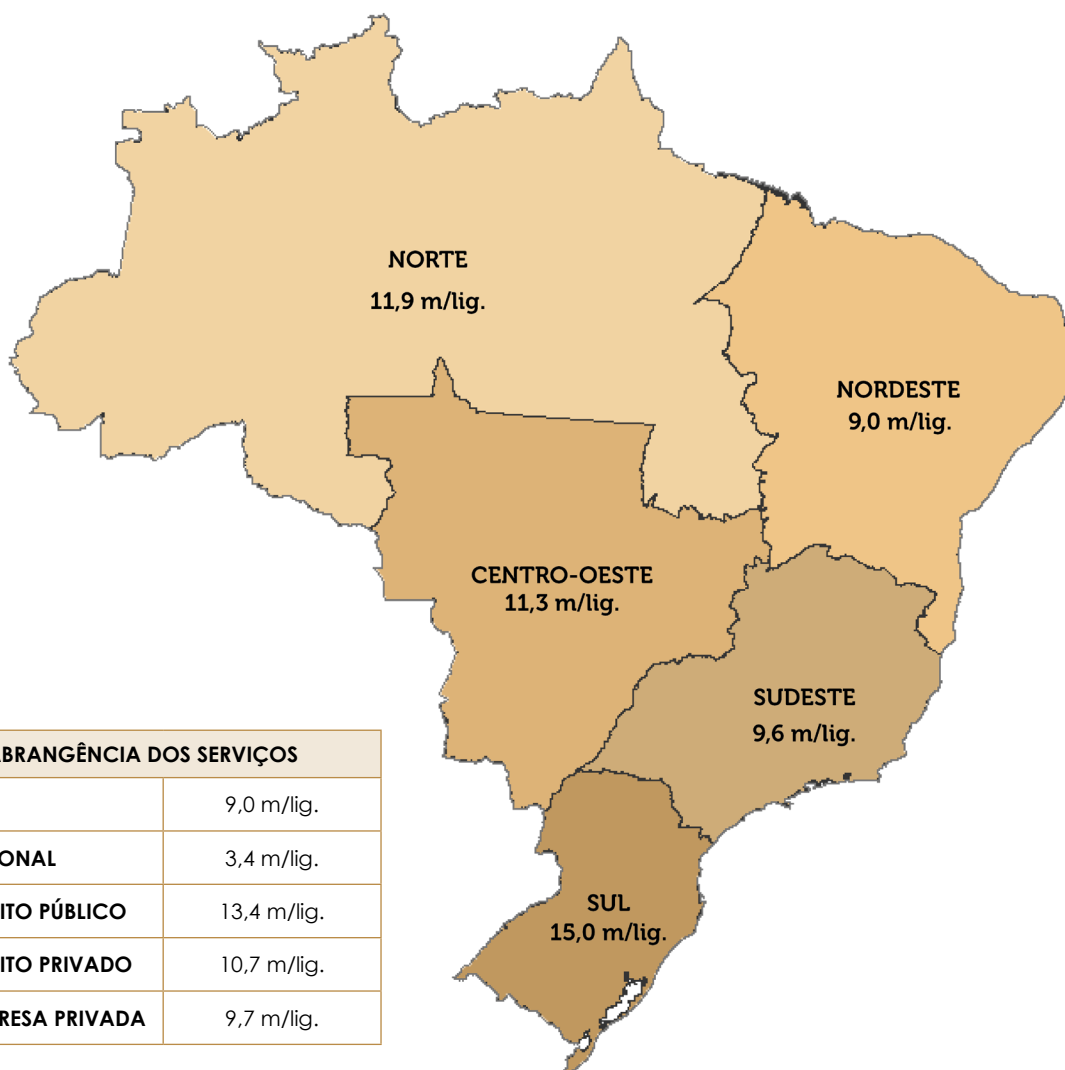 NORTE
11,9 m/lig.
NORDESTE
9,0 m/lig.
CENTRO-OESTE
11,3 m/lig.
SUDESTE
9,6 m/lig.
SUL
15,0 m/lig.
ABRANGÊNCIA DOS SERVIÇOS
9,0 m/lig.
ONAL 3,4 m/lig.
ITO PÚBLICO 13,4 m/lig.
ITO PRIVADO 10,7 m/lig.
RESA PRIVADA 9,7 m/lig.